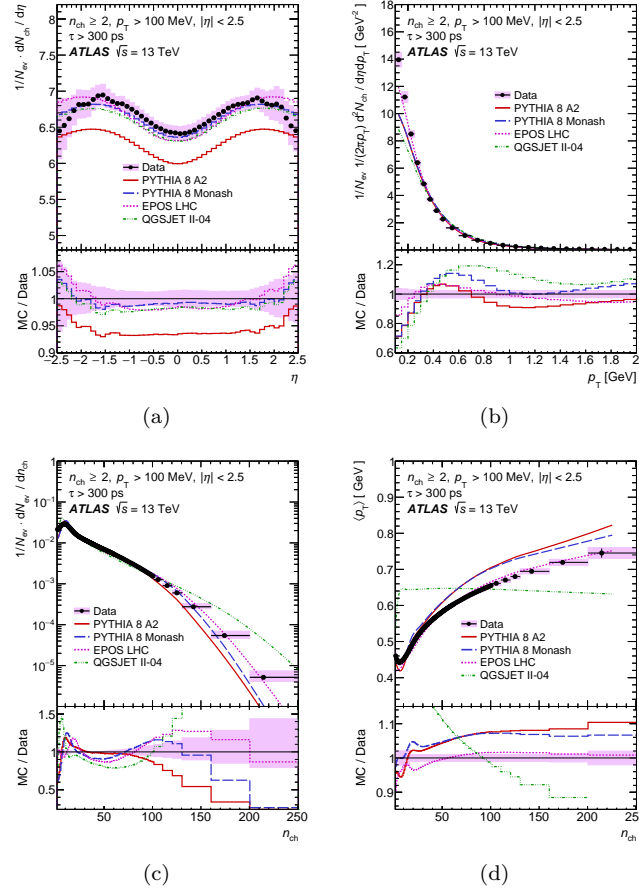 n_ch ≥ 2, p_T > 100 MeV, |η| < 2.5
τ > 300 ps
ATLAS √s = 13 TeV
1/N_ev · dN_ch / dη
8
7.5
7
6.5
6
5.5
5
Data
PYTHIA 8 A2
PYTHIA 8 Monash
EPOS LHC
QGSJET II-04
MC / Data
1.05
1
0.95
0.9
−2.5 −2 −1.5 −1 −0.5 0 0.5 1 1.5 2 2.5
η
(a)
n_ch ≥ 2, p_T > 100 MeV, |η| < 2.5
τ > 300 ps
ATLAS √s = 13 TeV
1/N_ev 1/(2πp_T) d²N_ch / dηdp_T [ GeV⁻² ]
18
16
14
12
10
8
6
4
2
Data
PYTHIA 8 A2
PYTHIA 8 Monash
EPOS LHC
QGSJET II-04
MC / Data
1.2
1
0.8
0.6
0.2 0.4 0.6 0.8 1 1.2 1.4 1.6 1.8 2
p_T [GeV]
(b)
n_ch ≥ 2, p_T > 100 MeV, |η| < 2.5
τ > 300 ps
ATLAS √s = 13 TeV
1/N_ev · dN_ev / dn_ch
1
10⁻¹
10⁻²
10⁻³
10⁻⁴
10⁻⁵
Data
PYTHIA 8 A2
PYTHIA 8 Monash
EPOS LHC
QGSJET II-04
MC / Data
1.5
1
0.5
50 100 150 200 250
n_ch
(c)
n_ch ≥ 2, p_T > 100 MeV, |η| < 2.5
τ > 300 ps
ATLAS √s = 13 TeV
⟨p_T⟩ [ GeV ]
1
0.9
0.8
0.7
0.6
0.5
0.4
Data
PYTHIA 8 A2
PYTHIA 8 Monash
EPOS LHC
QGSJET II-04
MC / Data
1.1
1
0.9
50 100 150 200 25
n_ch
(d)